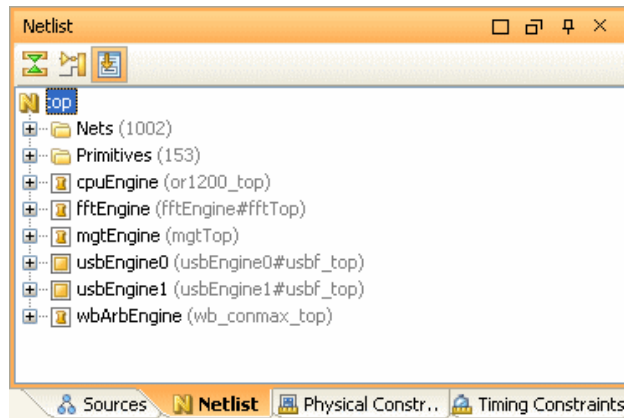 Netlist
top
Nets (1002)
Primitives (153)
cpuEngine (or1200_top)
fftEngine (fftEngine#fftTop)
mgtEngine (mgtTop)
usbEngine0 (usbEngine0#usbf_top)
usbEngine1 (usbEngine1#usbf_top)
wbArbEngine (wb_conmax_top)
Sources Netlist Physical Constr.. Timing Constraints